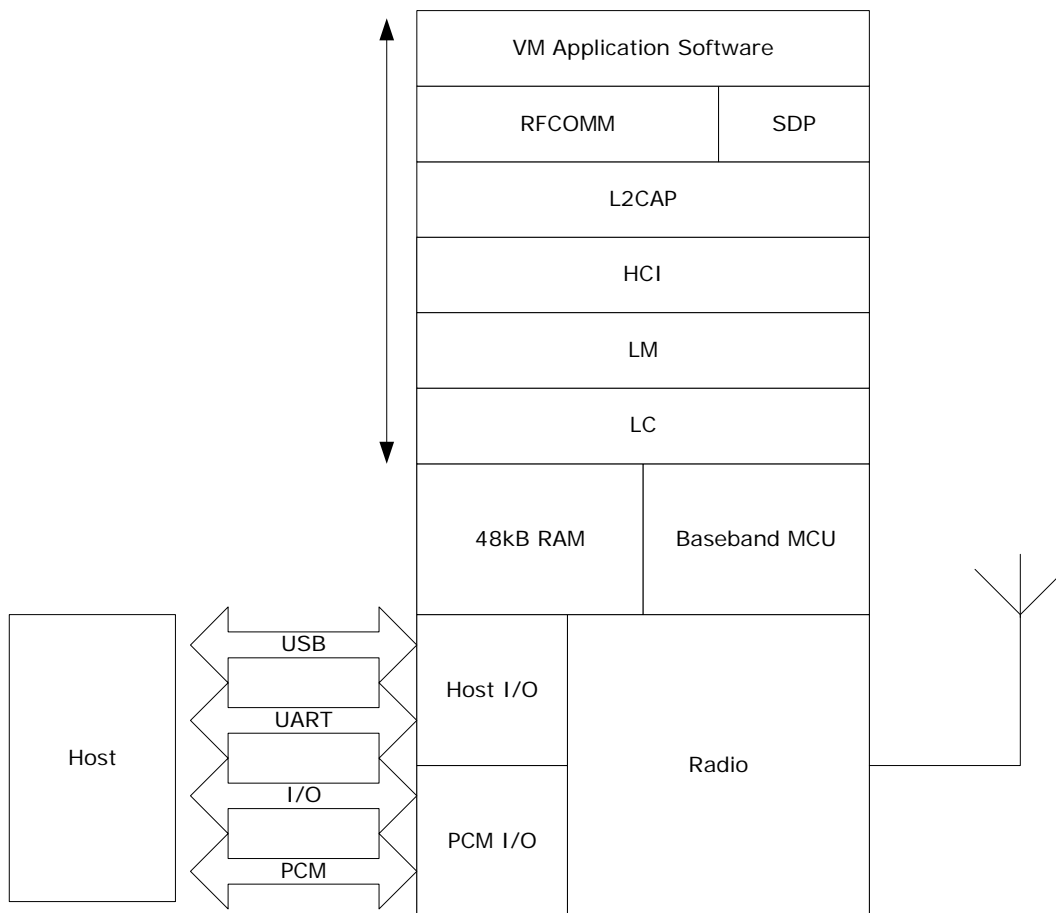 VM Application Software
RFCOMM
SDP
L2CAP
HCI
LM
LC
48kB RAM
Baseband MCU
USB
Host I/O
UART
Host
Radio
I/O
PCM I/O
PCM